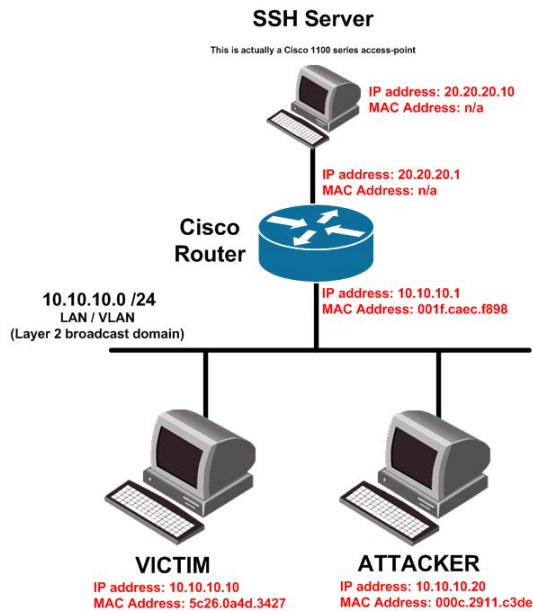 SSH Server
This is actually a Cisco 1100 series access-point
IP address: 20.20.20.10
MAC Address: n/a
IP address: 20.20.20.1
MAC Address: n/a
Cisco
Router
IP address: 10.10.10.1
MAC Address: 001f.caec.f898
10.10.10.0 /24
LAN / VLAN
(Layer 2 broadcast domain)
VICTIM
IP address: 10.10.10.10
MAC Address: 5c26.0a4d.3427
ATTACKER
IP address: 10.10.10.20
MAC Address: 000c.2911.c3de